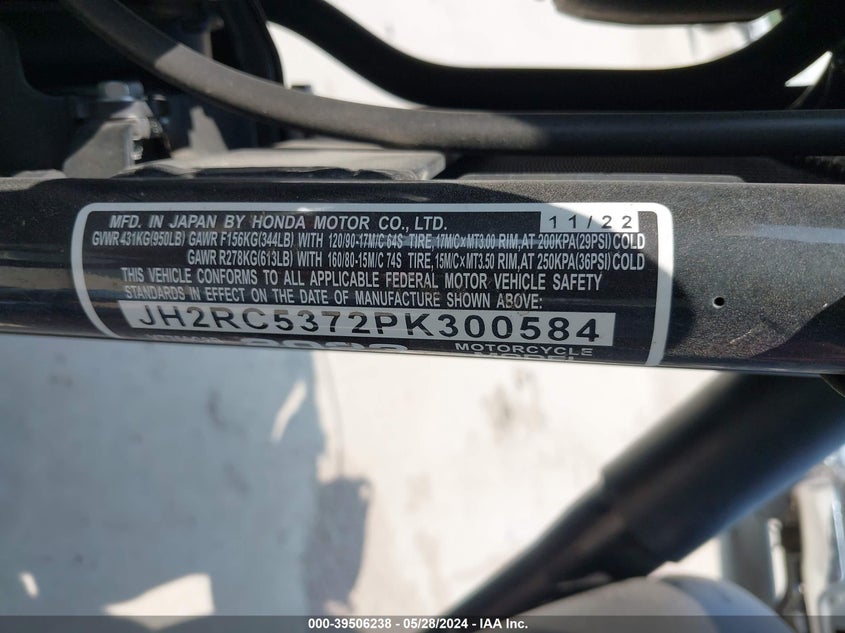 MFD. IN JAPAN BY HONDA MOTOR CO., LTD. 11/22
GVWR 431KG(950LB) GAWR F156KG(344LB) WITH 120/90-17M/C 64S TIRE, 17M/C×MT3.00 RIM, AT 200KPA(29PSI) COLD
GAWR R278KG(613LB) WITH 160/80-15M/C 74S TIRE, 15M/C×MT3.50 RIM, AT 250KPA(36PSI) COLD
THIS VEHICLE CONFORMS TO ALL APPLICABLE FEDERAL MOTOR VEHICLE SAFETY
STANDARDS IN EFFECT ON THE DATE OF MANUFACTURE SHOWN ABOVE:
JH2RC5372PK300584
MOTORCYCLE
000-39506238 - 05/28/2024 - IAA Inc.